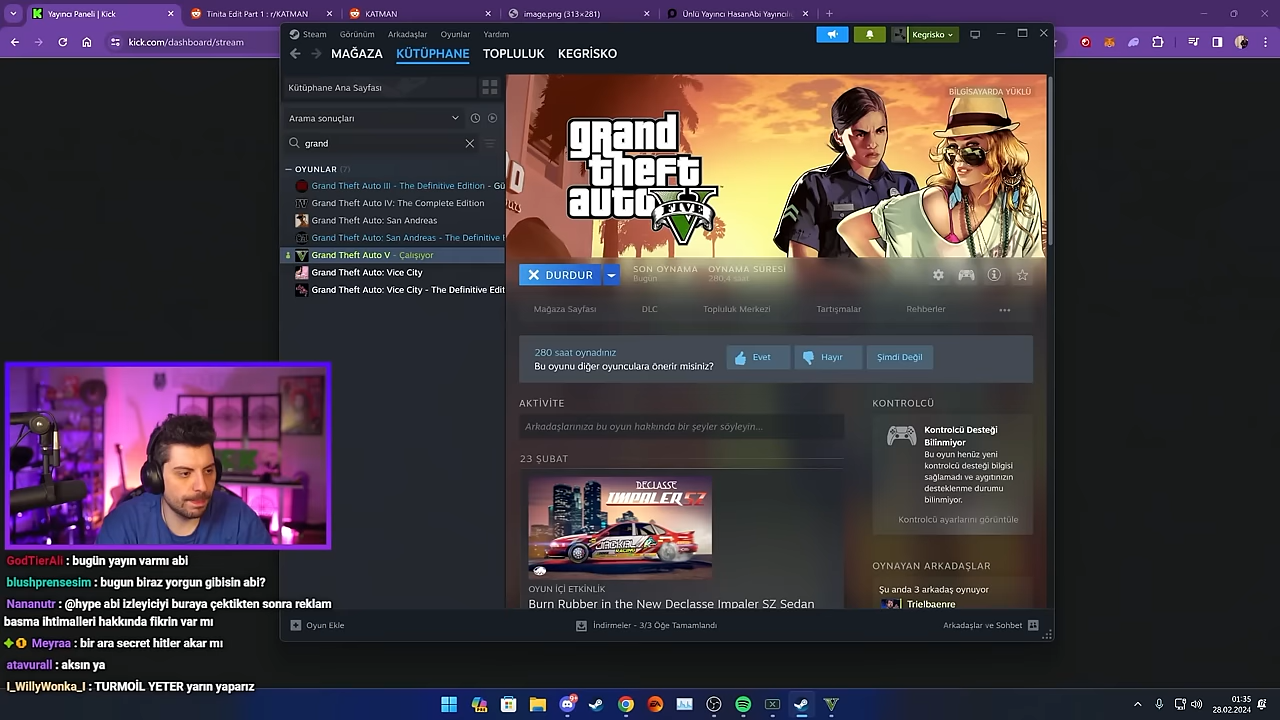 Yayıncı Paneli | Kick
Tinita Edit Part 1 : r/KATMAN
KATMAN
image.png (313×281)
Ünlü Yayıncı HasanAbi Yayıncılı
kick.com/dashboard/stream
Steam Görünüm Arkadaşlar Oyunlar Yardım
Kegrisko
MAĞAZA KÜTÜPHANE TOPLULUK KEGRİSKO
Kütüphane Ana Sayfası
Arama sonuçları
grand
OYUNLAR (7)
Grand Theft Auto III - The Definitive Edition - Gü
Grand Theft Auto IV: The Complete Edition
Grand Theft Auto: San Andreas
Grand Theft Auto: San Andreas - The Definitive I
Grand Theft Auto V - Çalışıyor
Grand Theft Auto: Vice City
Grand Theft Auto: Vice City - The Definitive Edit
BİLGİSAYARDA YÜKLÜ
grand
theft
auto
V
FIVE
DURDUR
SON OYNAMA
Bugün
OYNAMA SÜRESİ
280,4 saat
Mağaza Sayfası DLC Topluluk Merkezi Tartışmalar Rehberler
280 saat oynadınız
Bu oyunu diğer oyunculara önerir misiniz?
Evet Hayır Şimdi Değil
AKTİVİTE
Arkadaşlarınıza bu oyun hakkında bir şeyler söyleyin...
23 ŞUBAT
DECLASSE
IMPALER SZ
JACKAL
RACING
OYUN İÇİ ETKİNLİK
Burn Rubber in the New Declasse Impaler SZ Sedan
KONTROLCÜ
Kontrolcü Desteği
Bilinmiyor
Bu oyun henüz yeni
kontrolcü desteği bilgisi
sağlamadı ve aygıtınızın
desteklenme durumu
bilinmiyor.
Kontrolcü ayarlarını görüntüle
OYNAYAN ARKADAŞLAR
Şu anda 3 arkadaş oynuyor
Trielbaenre
Oyun Ekle
İndirmeler - 3/3 Öğe Tamamlandı
Arkadaşlar ve Sohbet
GodTierAli : bugün yayın varmı abi
blushprensesim : bugun biraz yorgun gibisin abi?
Nananutr : @hype abi izleyiciyi buraya çektikten sonra reklam
basma ihtimalleri hakkında fikrin var mı
Meyraa : bir ara secret hitler akar mı
atavurall : aksın ya
I_WillyWonka_I : TURMOİL YETER yarın yaparız
01:35
28.02.2024